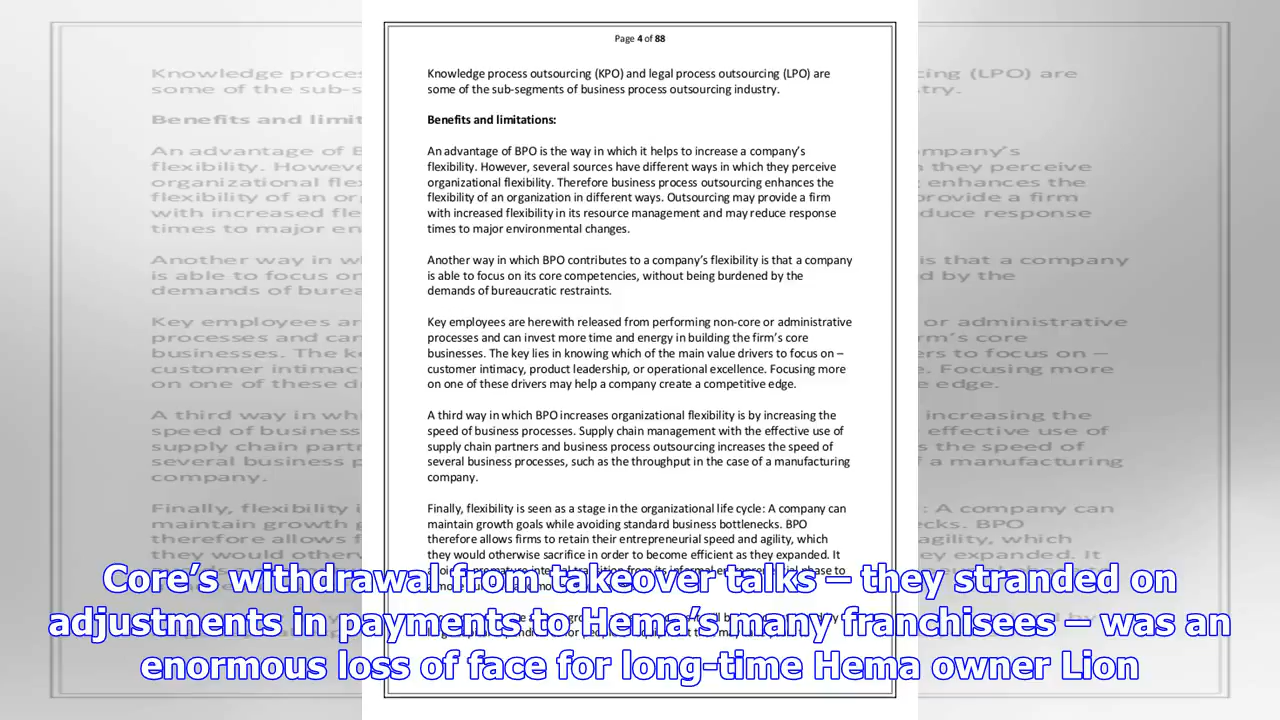 Page 4 of 88
Knowledge process outsourcing (KPO) and legal process outsourcing (LPO) are
some of the sub-segments of business process outsourcing industry.
Benefits and limitations:
An advantage of BPO is the way in which it helps to increase a company's
flexibility. However, several sources have different ways in which they perceive
organizational flexibility. Therefore business process outsourcing enhances the
flexibility of an organization in different ways. Outsourcing may provide a firm
with increased flexibility in its resource management and may reduce response
times to major environmental changes.
Another way in which BPO contributes to a company's flexibility is that a company
is able to focus on its core competencies, without being burdened by the
demands of bureaucratic restraints.
Key employees are herewith released from performing non-core or administrative
processes and can invest more time and energy in building the firm's core
businesses. The key lies in knowing which of the main value drivers to focus on –
customer intimacy, product leadership, or operational excellence. Focusing more
on one of these drivers may help a company create a competitive edge.
A third way in which BPO increases organizational flexibility is by increasing the
speed of business processes. Supply chain management with the effective use of
supply chain partners and business process outsourcing increases the speed of
several business processes, such as the throughput in the case of a manufacturing
company.
Finally, flexibility is seen as a stage in the organizational life cycle: A company can
maintain growth goals while avoiding standard business bottlenecks. BPO
therefore allows firms to retain their entrepreneurial speed and agility, which
they would otherwise sacrifice in order to become efficient as they expanded. It
Core's withdrawal from takeover talks – they stranded on
adjustments in payments to Hema's many franchisees – was an
enormous loss of face for long-time Hema owner Lion